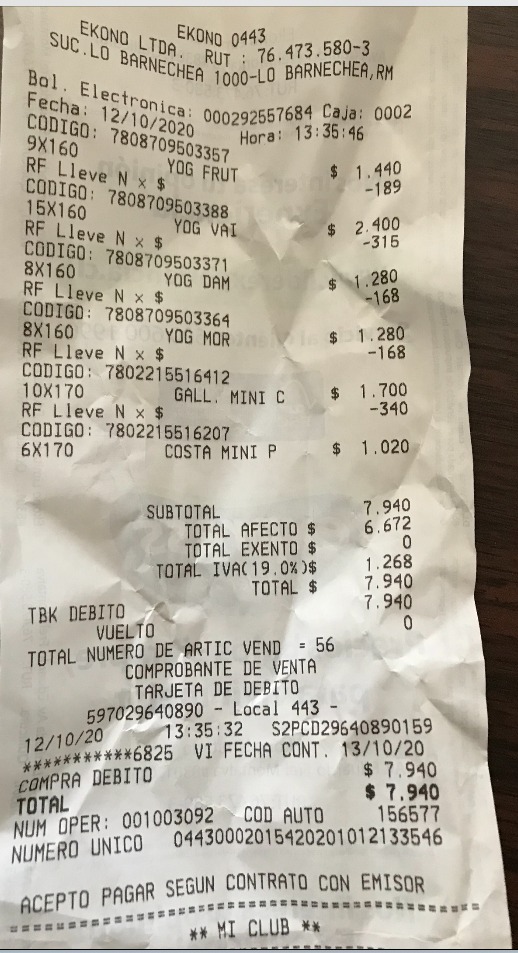 EKONO 0443
EKONO LTDA. RUT : 76.473.580-3
SUC.LO BARNECHEA 1000-LO BARNECHEA,RM
Bol. Electronica: 000292557684 Caja: 0002
Fecha: 12/10/2020 Hora: 13:35:46
CODIGO: 7808709503357
9X160 YOG FRUT $ 1.440
RF Lleve N x $ -189
CODIGO: 7808709503388
15X160 YOG VAI $ 2.400
RF Lleve N x $ -315
CODIGO: 7808709503371
8X160 YOG DAM $ 1.280
RF Lleve N x $ -168
CODIGO: 7808709503364
8X160 YOG MOR $ 1.280
RF Lleve N x $ -168
CODIGO: 7802215516412
10X170 GALL. MINI C $ 1.700
RF Lleve N x $ -340
CODIGO: 7802215516207
6X170 COSTA MINI P $ 1.020
SUBTOTAL 7.940
TOTAL AFECTO $ 6.672
TOTAL EXENTO $ 0
TOTAL IVA(19.0%)$ 1.268
TOTAL $ 7.940
TBK DEBITO 7.940
VUELTO 0
TOTAL NUMERO DE ARTIC VEND = 56
COMPROBANTE DE VENTA
TARJETA DE DEBITO
597029640890 - Local 443 -
12/10/20 13:35:32 S2PCD29640890159
***********6825 VI FECHA CONT. 13/10/20
COMPRA DEBITO $ 7.940
TOTAL $ 7.940
NUM OPER: 001003092 COD AUTO 156577
NUMERO UNICO 0443000201542020101213354​6
ACEPTO PAGAR SEGUN CONTRATO CON EMISOR
** MI CLUB **